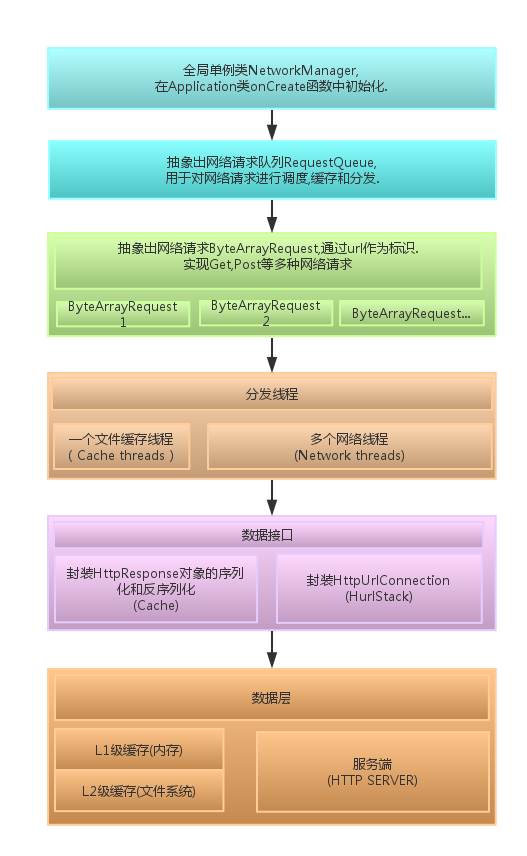 全局单例类NetworkManager,
在Application类onCreate函数中初始化.
抽象出网络请求队列RequestQueue,
用于对网络请求进行调度,缓存和分发.
抽象出网络请求ByteArrayRequest,通过url作为标识.
实现Get,Post等多种网络请求
ByteArrayRequest
1
ByteArrayRequest
2
ByteArrayRequest...
分发线程
一个文件缓存线程
( Cache threads )
多个网络线程
(Network threads)
数据接口
封装HttpResponse对象的序列
化和反序列化
(Cache)
封装HttpUrlConnection
(HurlStack)
数据层
L1级缓存(内存)
L2级缓存(文件系统)
服务端
(HTTP SERVER)